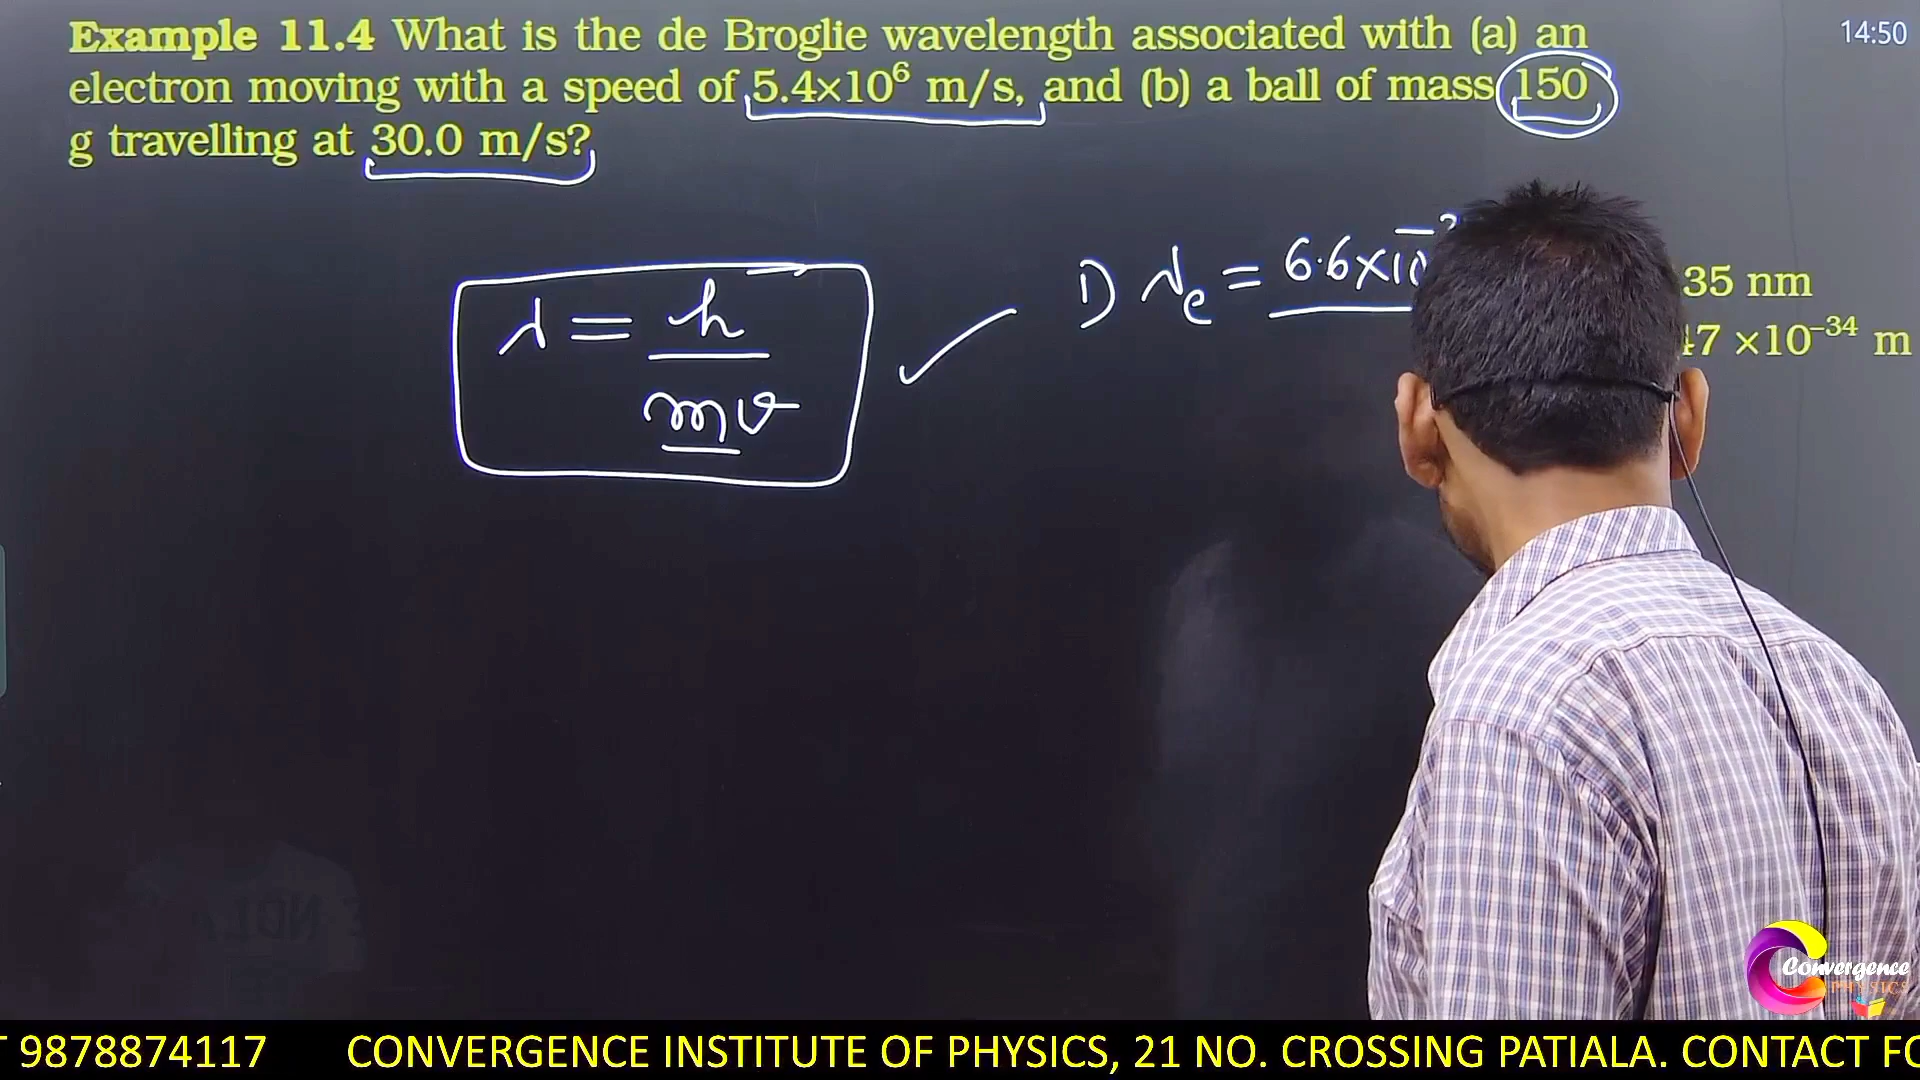 Example 11.4 What is the de Broglie wavelength associated with (a) an
electron moving with a speed of 5.4×10⁶ m/s, and (b) a ball of mass 150
g travelling at 30.0 m/s?
14:50
λ = h
mv
1) λe = 6.6×10
35 nm
47 ×10⁻³⁴ m
Convergence
PHYSICS
9878874117 CONVERGENCE INSTITUTE OF PHYSICS, 21 NO. CROSSING PATIALA. CONTACT